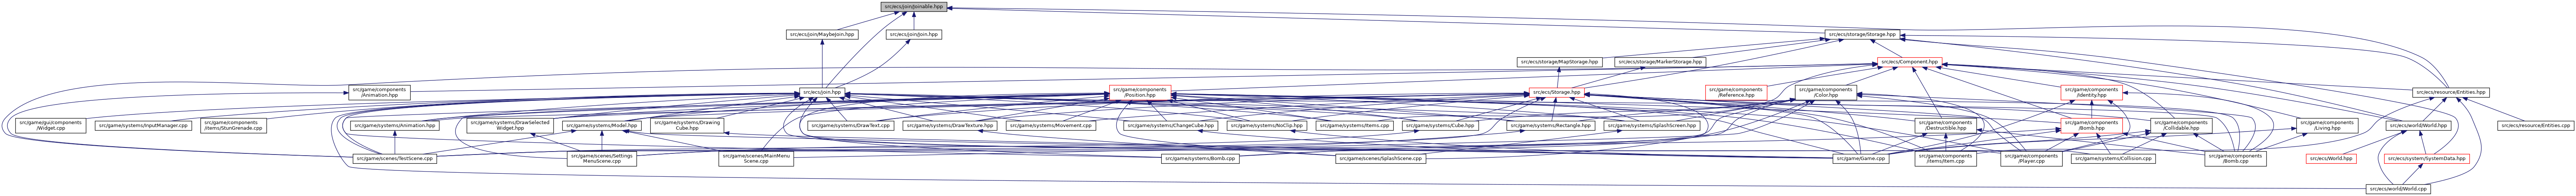 src/ecs/join/Joinable.hpp
src/ecs/join/MaybeJoin.hpp
src/ecs/join/Join.hpp
src/ecs/storage/Storage.hpp
src/ecs/storage/MapStorage.hpp
src/ecs/storage/MarkerStorage.hpp
src/ecs/Component.hpp
src/game/components
/Animation.hpp
src/ecs/Join.hpp
src/game/components
/Position.hpp
src/ecs/Storage.hpp
src/game/components
/Reference.hpp
src/game/components
/Color.hpp
src/game/components
/Identity.hpp
src/ecs/resource/Entities.hpp
src/game/gui/components
/Widget.cpp
src/game/systems/InputManager.cpp
src/game/components
/items/StunGrenade.cpp
src/game/systems/Animation.hpp
src/game/systems/DrawSelected
Widget.hpp
src/game/systems/Model.hpp
src/game/systems/Drawing
Cube.hpp
src/game/systems/DrawText.cpp
src/game/systems/DrawTexture.hpp
src/game/systems/Movement.cpp
src/game/systems/ChangeCube.hpp
src/game/systems/NoClip.hpp
src/game/systems/Items.cpp
src/game/systems/Cube.hpp
src/game/systems/Rectangle.hpp
src/game/systems/SplashScreen.hpp
src/game/components
/Destructible.hpp
src/game/components
/Bomb.hpp
src/game/components
/Collidable.hpp
src/game/components
/Living.hpp
src/ecs/world/World.hpp
src/ecs/resource/Entities.cpp
src/game/scenes/TestScene.cpp
src/game/scenes/Settings
MenuScene.cpp
src/game/scenes/MainMenu
Scene.cpp
src/game/systems/Bomb.cpp
src/game/scenes/SplashScene.cpp
src/game/Game.cpp
src/game/components
/items/Item.cpp
src/game/components
/Player.cpp
src/game/systems/Collision.cpp
src/game/components
/Bomb.cpp
src/ecs/World.hpp
src/ecs/system/SystemData.hpp
src/ecs/world/World.cpp